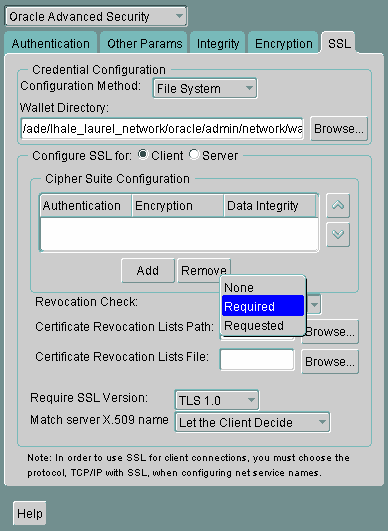 Oracle Advanced Security
Authentication Other Params Integrity Encryption SSL
Credential Configuration
Configuration Method: File System
Wallet Directory:
/ade/lhale_laurel_network/oracle/admin/network/wa Browse...
Configure SSL for: Client Server
Cipher Suite Configuration
Authentication Encryption Data Integrity
Add Remove
None
Revocation Check: Required
Requested
Certificate Revocation Lists Path: Browse...
Certificate Revocation Lists File: Browse...
Require SSL Version: TLS 1.0
Match server X.509 name Let the Client Decide
Note: In order to use SSL for client connections, you must choose the
protocol, TCP/IP with SSL, when configuring net service names.
Help